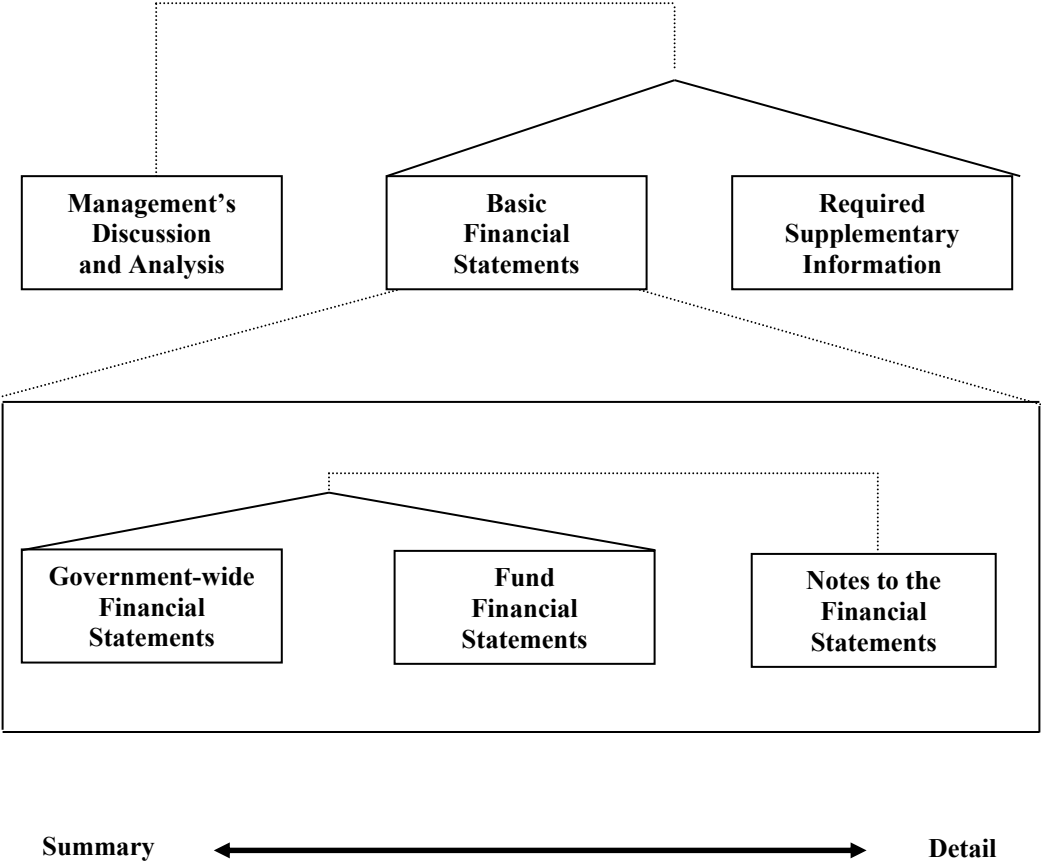 Management’s
Discussion
and Analysis
Basic
Financial
Statements
Required
Supplementary
Information
Government-wide
Financial
Statements
Fund
Financial
Statements
Notes to the
Financial
Statements
Summary
Detail